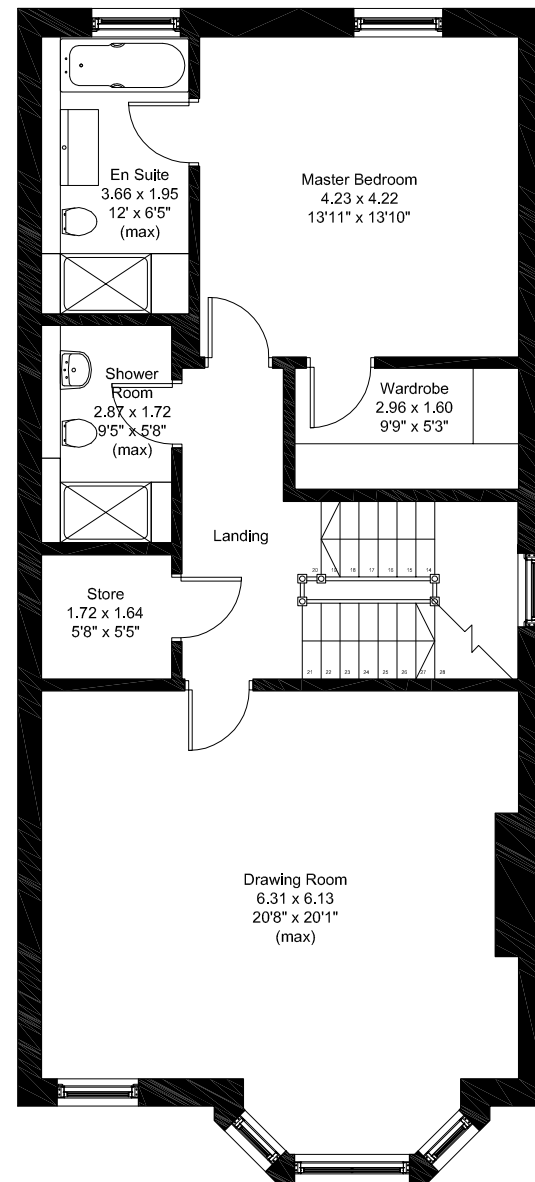 En Suite
3.66 x 1.95
12' x 6'5"
(max)
Master Bedroom
4.23 x 4.22
13'11" x 13'10"
Shower
Room
2.87 x 1.72
9'5" x 5'8"
(max)
Wardrobe
2.96 x 1.60
9'9" x 5'3"
Landing
20 19 18 17 16 15 14
Store
1.72 x 1.64
5'8" x 5'5"
21 22 23 24 25 26 27 28
Drawing Room
6.31 x 6.13
20'8" x 20'1"
(max)